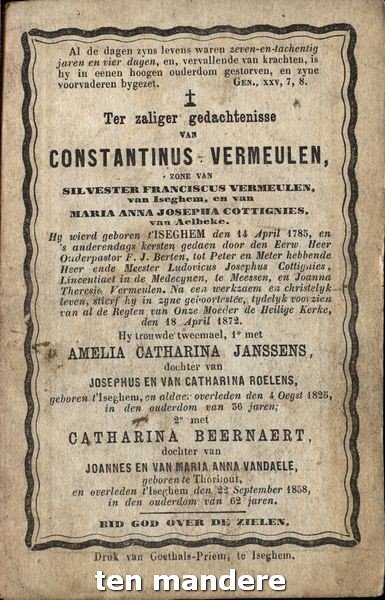 Al de dagen zyns levens waren zeven-en-tachentig
jaren en vier dagen, en, vervallende van krachten, is
hy in eenen hoogen ouderdom gestorven, en zyne
voorvaderen bygezet. GEN., XXV, 7, 8.
Ter zaliger gedachtenisse
VAN
CONSTANTINUS VERMEULEN,
ZONE VAN
SILVESTER FRANCISCUS VERMEULEN,
van Iseghem, en van
MARIA ANNA JOSEPHA COTTIGNIES,
van Aelbeke.
Hy wierd geboren t'ISEGHEM den 14 April 1785, en
's anderendags kersten gedaen door den Eerw. Heer
Onderpastor F. J. Berten, tot Peter en Meter hebbende
Heer ende Meester Ludovicus Josephus Cottignies,
Lincentiaet in de Medecynen, te Meessen, en Joanna
Theresia Vermeulen. Na een werkzaem en christelyk
leven, stierf hy in zyne geboortestee, tydelyk voorzien
van al de Regten van Onze Moeder de Heilige Kerke,
den 18 April 1872.
Hy trouwde tweemael, 1° met
AMELIA CATHARINA JANSSENS,
dochter van
JOSEPHUS EN VAN CATHARINA ROELENS,
geboren t'Iseghem, en aldaer overleden den 4 Oegst 1825,
in den ouderdom van 36 jaren;
2° met
CATHARINA BEERNAERT,
dochter van
JOANNES EN VAN MARIA ANNA VANDAELE,
geboren te Thorhout,
en overleden t'Iseghem den 22 September 1858,
in den ouderdom van 62 jaren.
BID GOD OVER DE ZIELEN.
Druk van Goethals-Priem, te Iseghem.
ten mandere